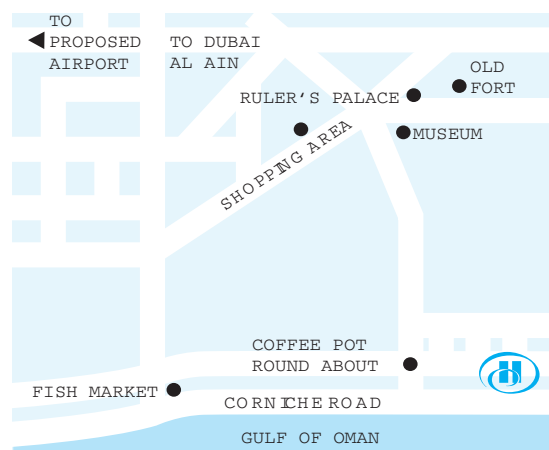 TO
PROPOSED
AIRPORT
TO DUBAI
AL AIN
OLD
FORT
RULER'S PALACE
MUSEUM
SHOPPING AREA
COFFEE POT
ROUND ABOUT
FISH MARKET
CORNICHE ROAD
GULF OF OMAN